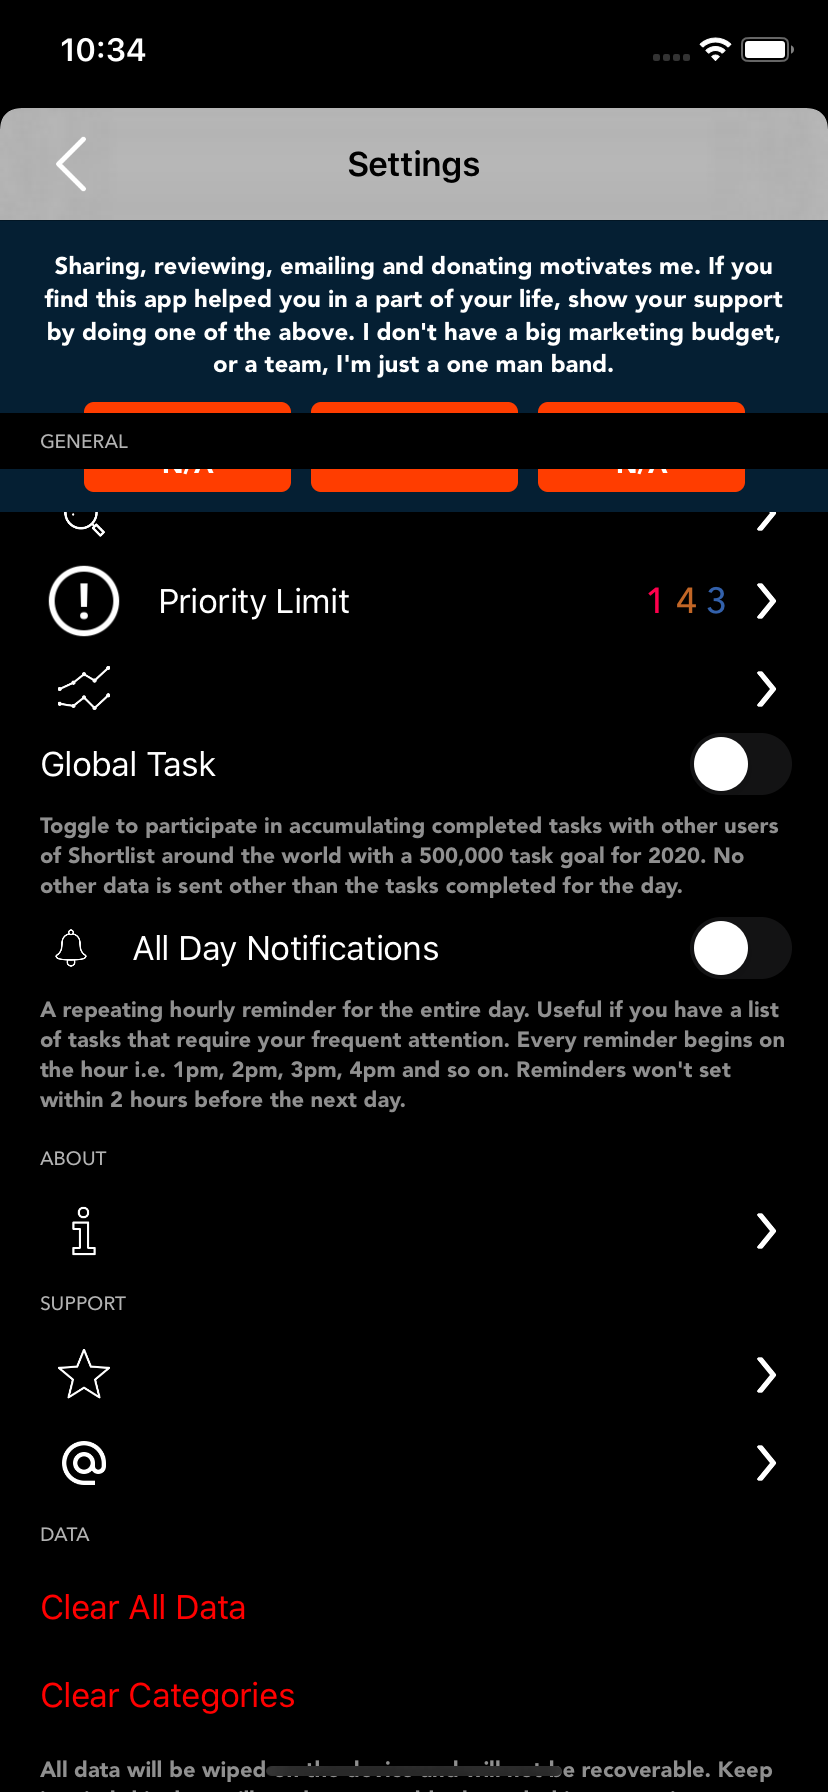 10:34
Settings
Sharing, reviewing, emailing and donating motivates me. If you
find this app helped you in a part of your life, show your support
by doing one of the above. I don't have a big marketing budget,
or a team, I'm just a one man band.
GENERAL
N/A N/A
Priority Limit 1 4 3
Global Task
Toggle to participate in accumulating completed tasks with other users
of Shortlist around the world with a 500,000 task goal for 2020. No
other data is sent other than the tasks completed for the day.
All Day Notifications
A repeating hourly reminder for the entire day. Useful if you have a list
of tasks that require your frequent attention. Every reminder begins on
the hour i.e. 1pm, 2pm, 3pm, 4pm and so on. Reminders won't set
within 2 hours before the next day.
ABOUT
SUPPORT
DATA
Clear All Data
Clear Categories
All data will be wiped on the device and will not be recoverable. Keep